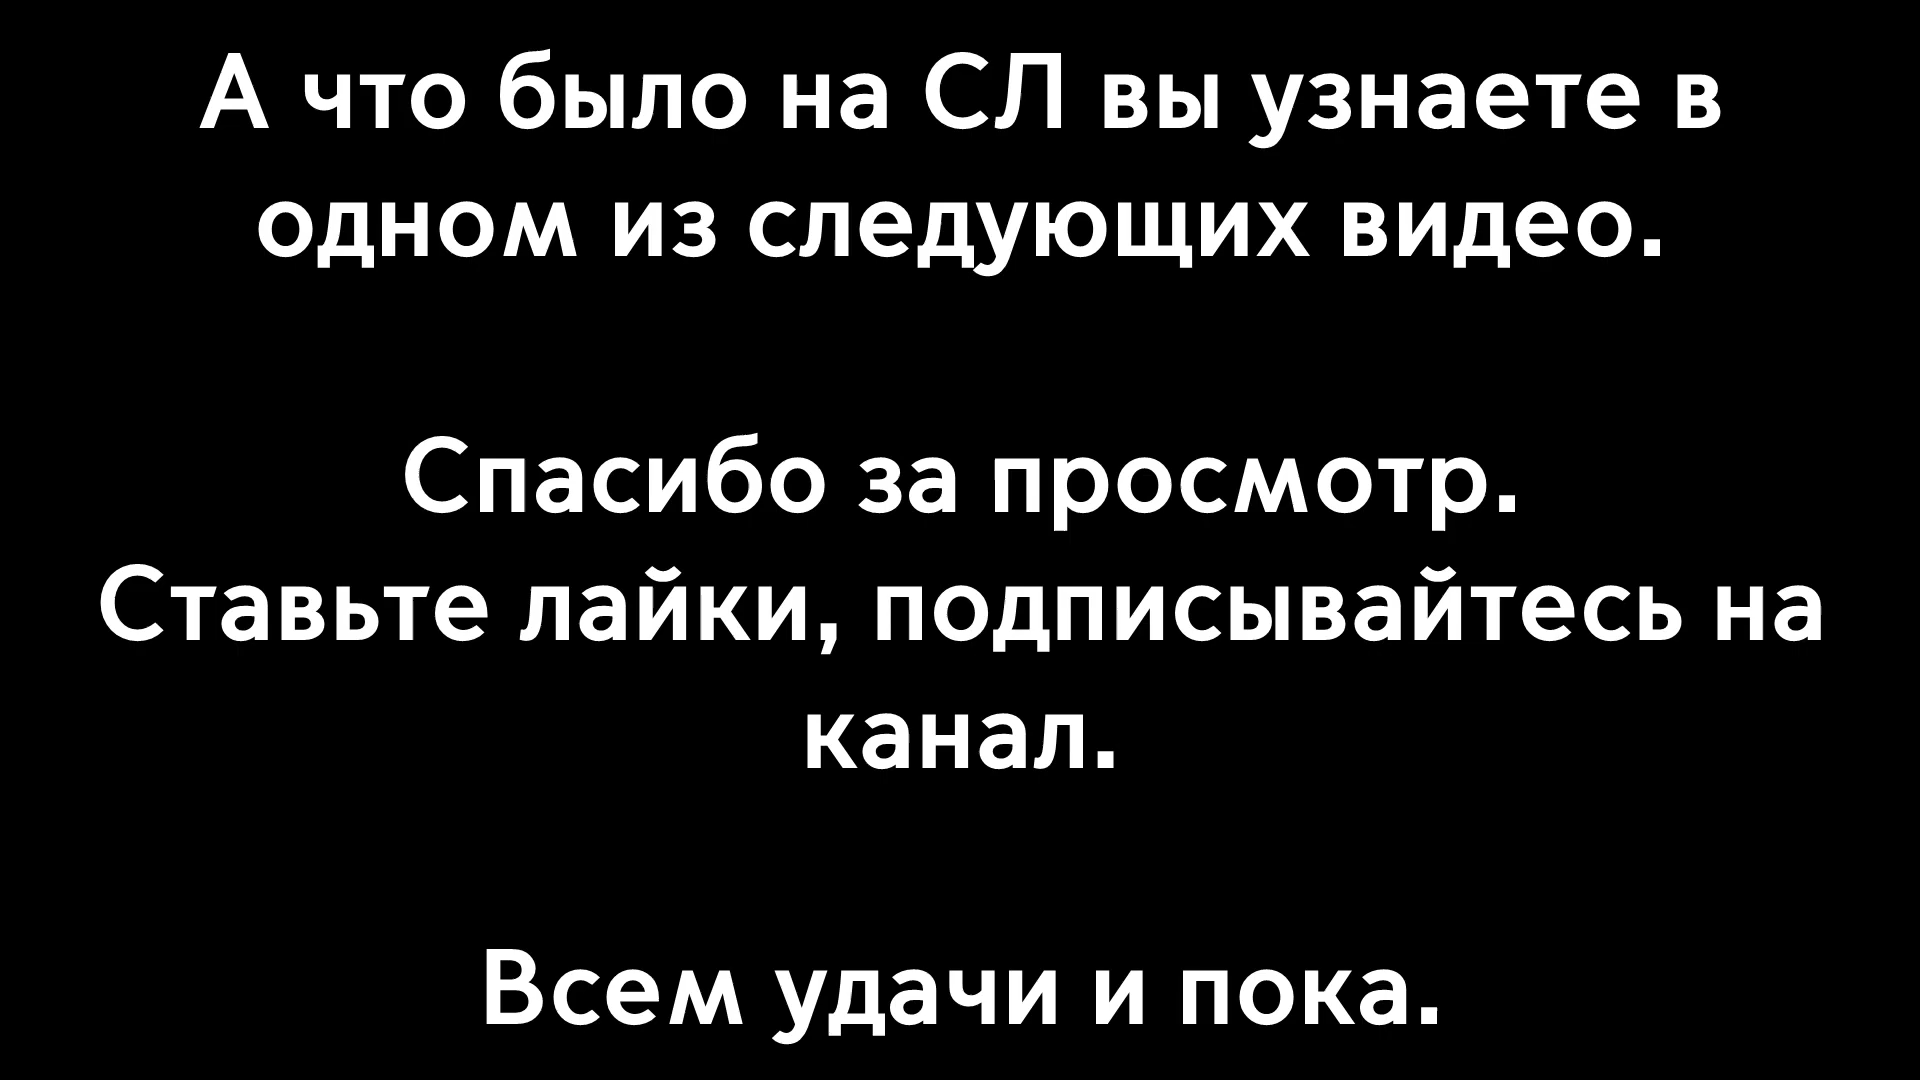 А что было на СЛ вы узнаете в
одном из следующих видео.
Спасибо за просмотр.
Ставьте лайки, подписывайтесь на
канал.
Всем удачи и пока.